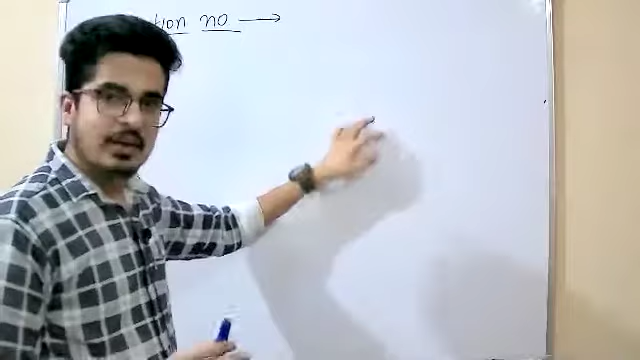 tion no →